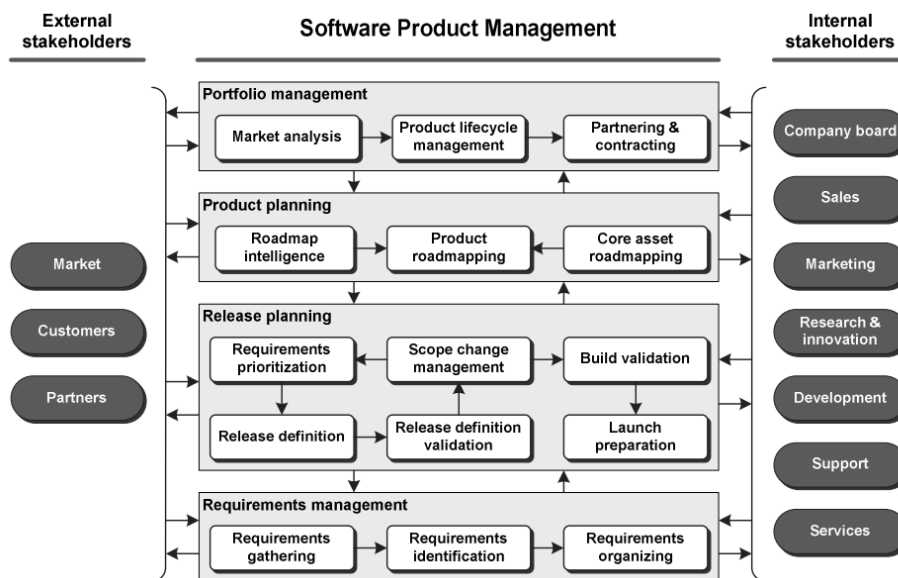 External
stakeholders
Software Product Management
Internal
stakeholders
Portfolio management
Market analysis
Product lifecycle
management
Partnering &
contracting
Product planning
Roadmap
intelligence
Product
roadmapping
Core asset
roadmapping
Release planning
Requirements
prioritization
Scope change
management
Build validation
Release definition
Release definition
validation
Launch
preparation
Requirements management
Requirements
gathering
Requirements
identification
Requirements
organizing
Market
Customers
Partners
Company board
Sales
Marketing
Research &
innovation
Development
Support
Services